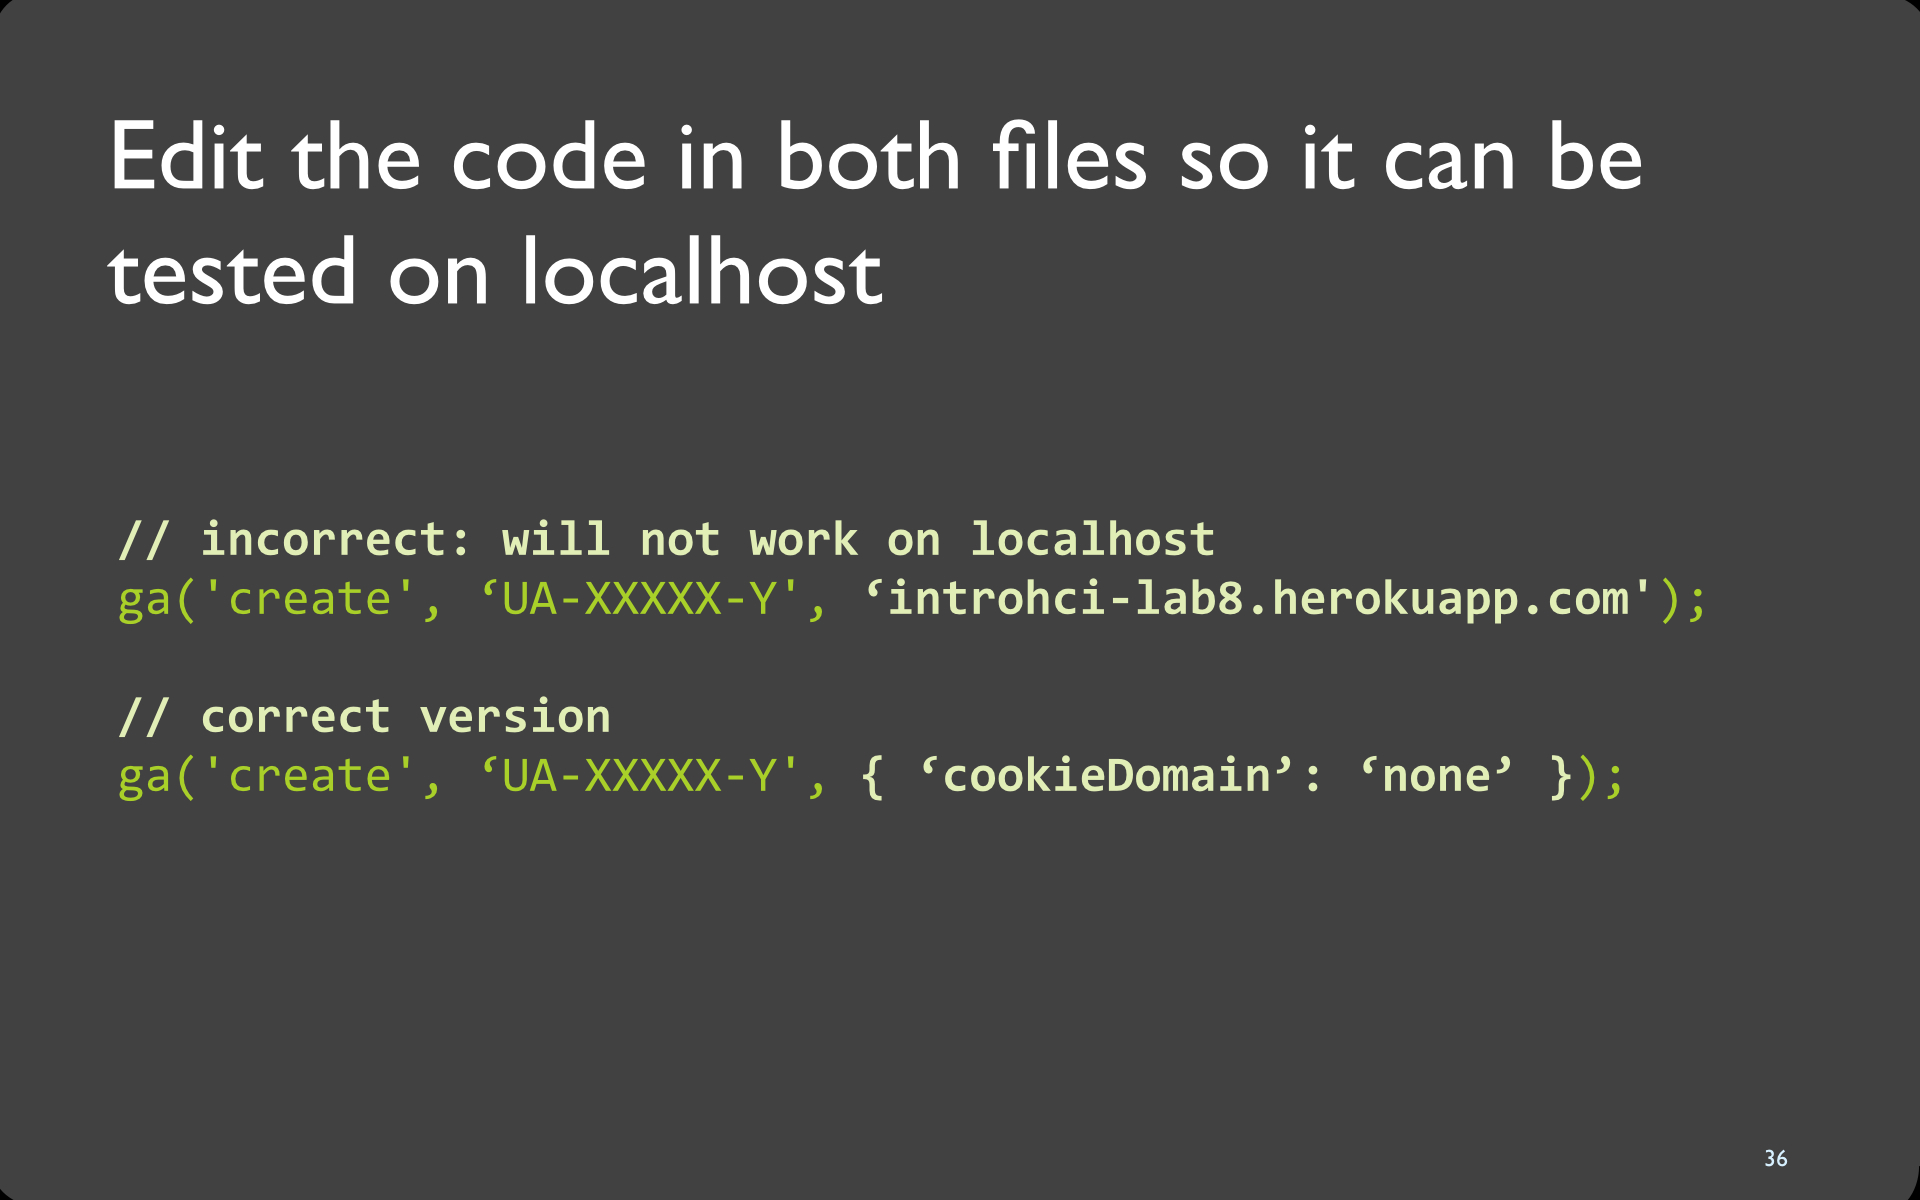 Edit the code in both files so it can be
tested on localhost
// incorrect: will not work on localhost
ga('create', ‘UA-XXXXX-Y', ‘introhci-lab8.herokuapp.com');
// correct version
ga('create', ‘UA-XXXXX-Y', { ‘cookieDomain’: ‘none’ });
36